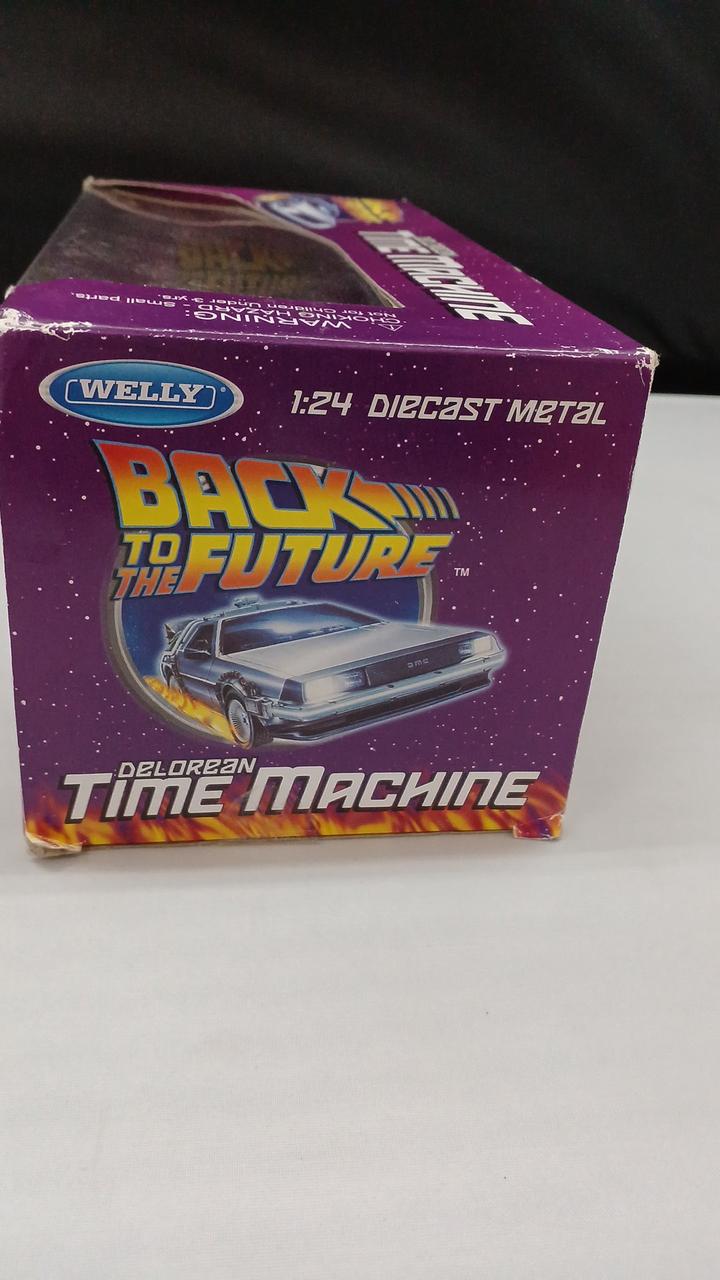 TIME MACHINE
⚠ WARNING:
CHOKING HAZARD - Small parts.
Not for Children Under 3 yrs.
WELLY
1:24 DIECAST METAL
BACK
TO THE FUTURE ™
DMC
DELOREAN
TIME MACHINE